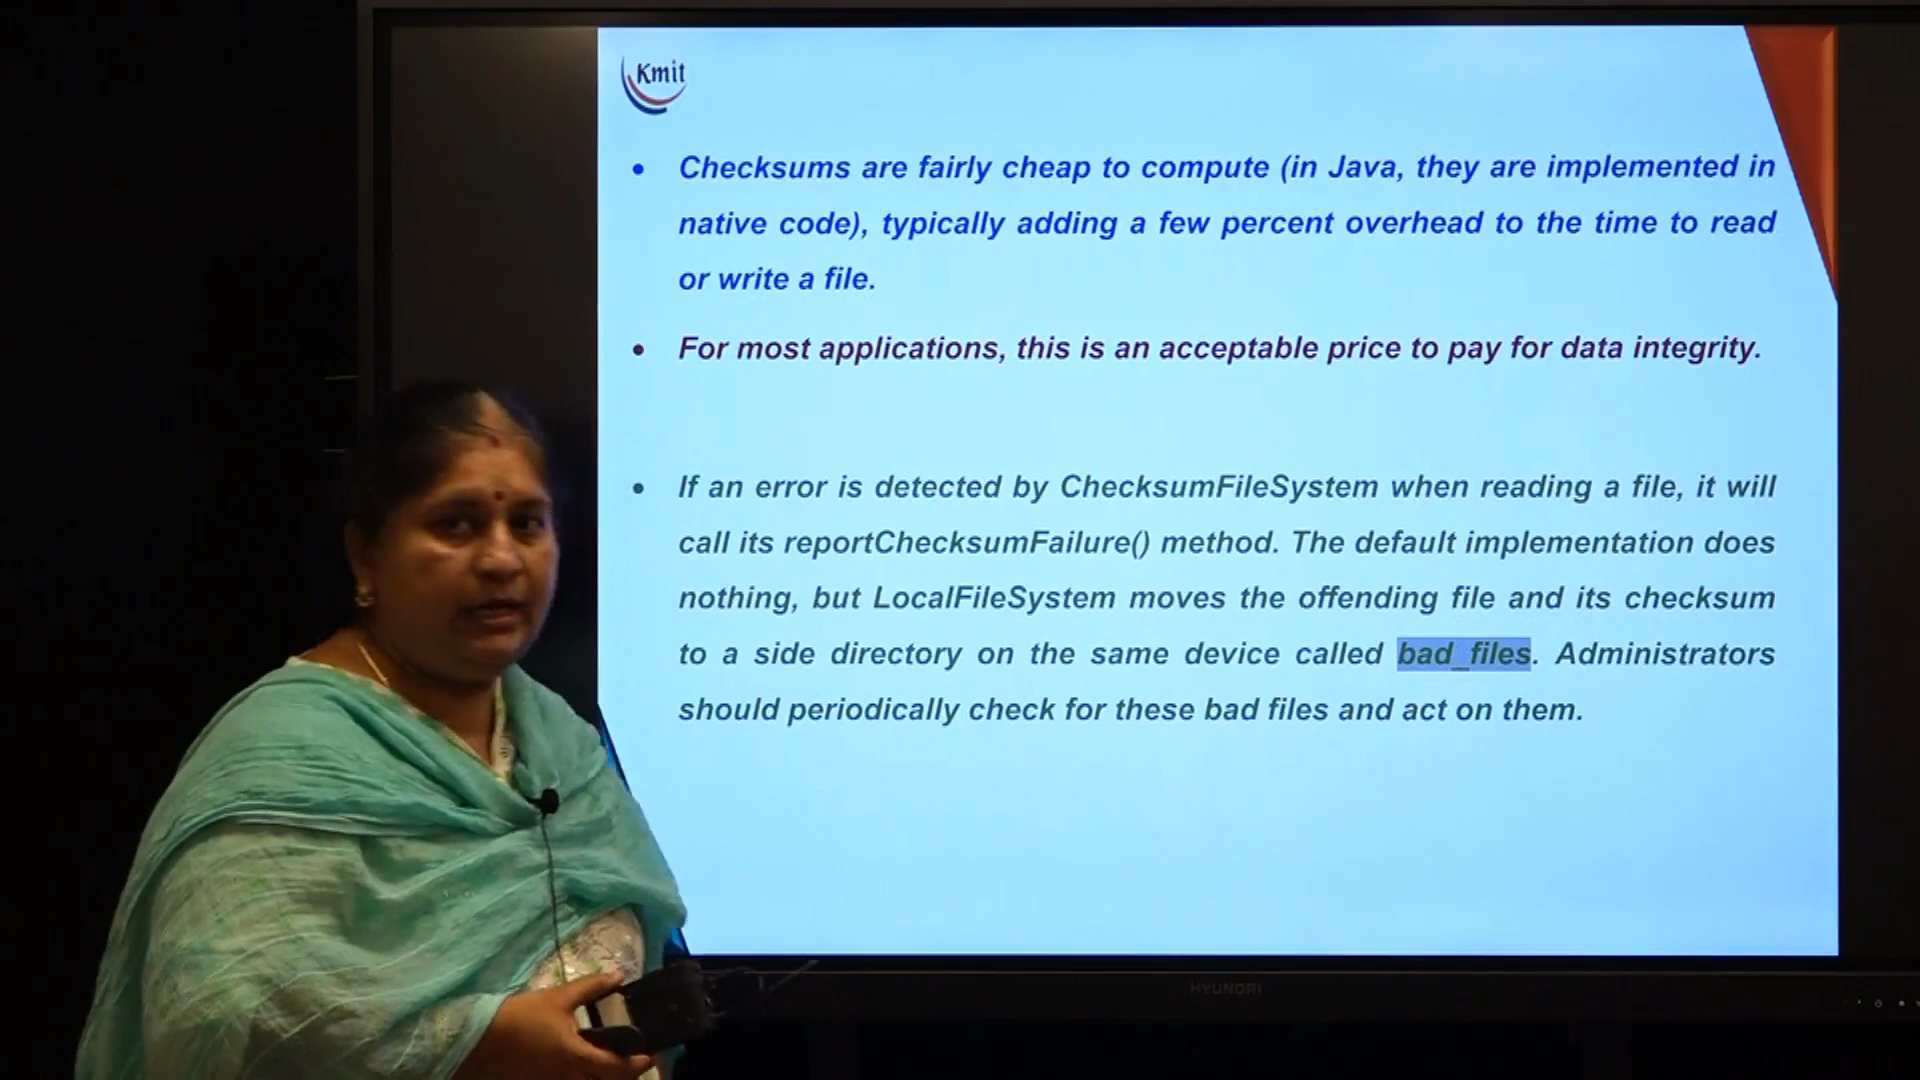 Kmit
• Checksums are fairly cheap to compute (in Java, they are implemented in
native code), typically adding a few percent overhead to the time to read
or write a file.
• For most applications, this is an acceptable price to pay for data integrity.
• If an error is detected by ChecksumFileSystem when reading a file, it will
call its reportChecksumFailure() method. The default implementation does
nothing, but LocalFileSystem moves the offending file and its checksum
to a side directory on the same device called bad_files. Administrators
should periodically check for these bad files and act on them.
HYUNDAI